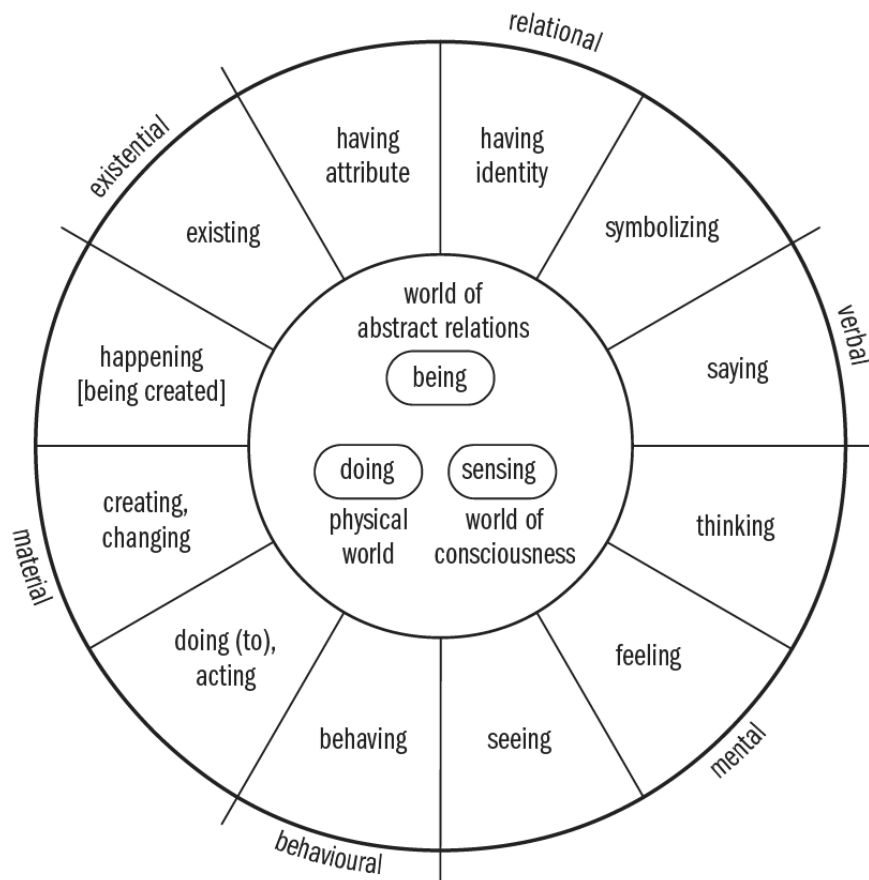 relational
existential
having
attribute
having
identity
existing
symbolizing
world of
abstract relations
being
verbal
happening
[being created]
saying
doing
sensing
physical
world
world of
consciousness
creating,
changing
thinking
material
doing (to),
acting
feeling
behaving
seeing
mental
behavioural